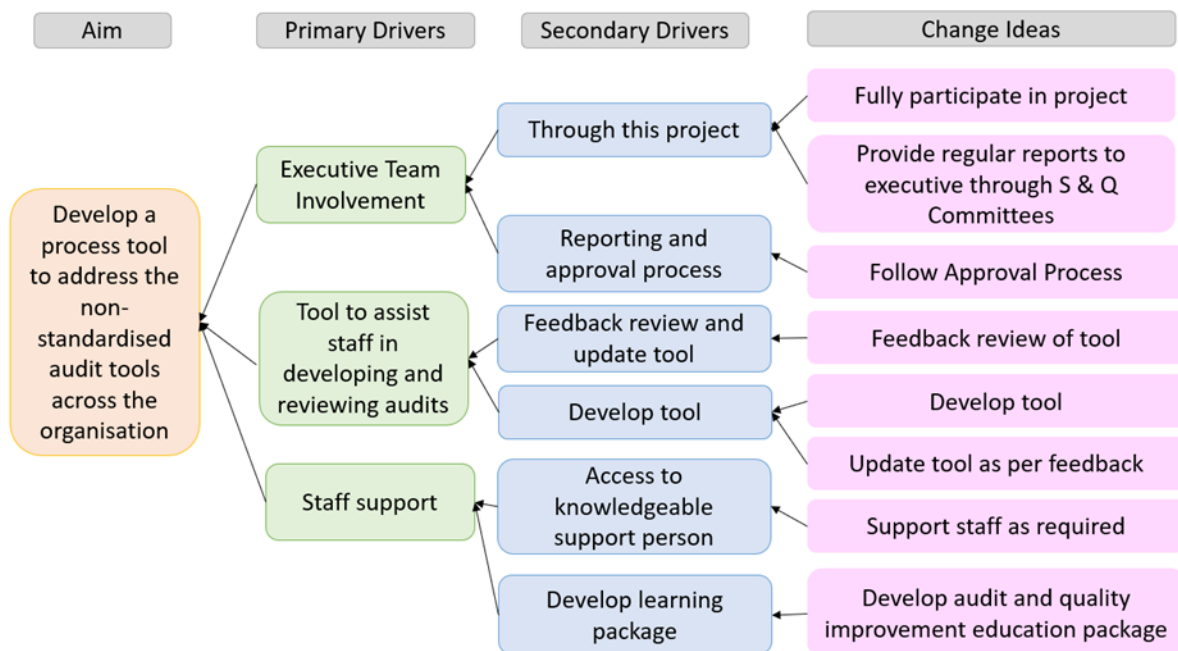 Aim
Primary Drivers
Secondary Drivers
Change Ideas
Develop a
process tool
to address the
non-
standardised
audit tools
across the
organisation
Executive Team
Involvement
Tool to assist
staff in
developing and
reviewing audits
Staff support
Through this project
Reporting and
approval process
Feedback review and
update tool
Develop tool
Access to
knowledgeable
support person
Develop learning
package
Fully participate in project
Provide regular reports to
executive through S & Q
Committees
Follow Approval Process
Feedback review of tool
Develop tool
Update tool as per feedback
Support staff as required
Develop audit and quality
improvement education package